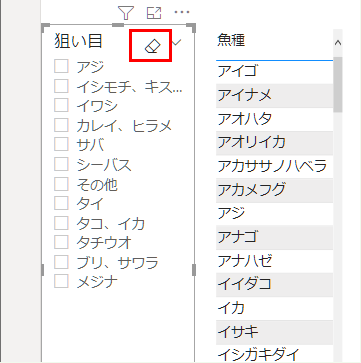 狙い目
アジ
イシモチ、キス...
イワシ
カレイ、ヒラメ
サバ
シーバス
その他
タイ
タコ、イカ
タチウオ
ブリ、サワラ
メジナ
魚種
アイゴ
アイナメ
アオハタ
アオリイカ
アカササノハベラ
アカメフグ
アジ
アナゴ
アナハゼ
イイダコ
イカ
イサキ
イシガキダイ